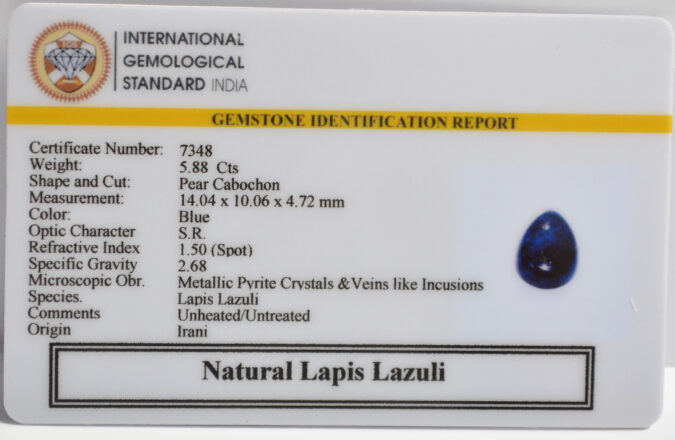 INTERNATIONAL
GEMOLOGICAL
STANDARD INDIA
GEMSTONE IDENTIFICATION REPORT
Certificate Number: 7348
Weight: 5.88 Cts
Shape and Cut: Pear Cabochon
Measurement: 14.04 x 10.06 x 4.72 mm
Color: Blue
Optic Character S.R.
Refractive Index 1.50 (Spot)
Specific Gravity 2.68
Microscopic Obr. Metallic Pyrite Crystals &Veins like Incusions
Species. Lapis Lazuli
Comments Unheated/Untreated
Origin Irani
Natural Lapis Lazuli